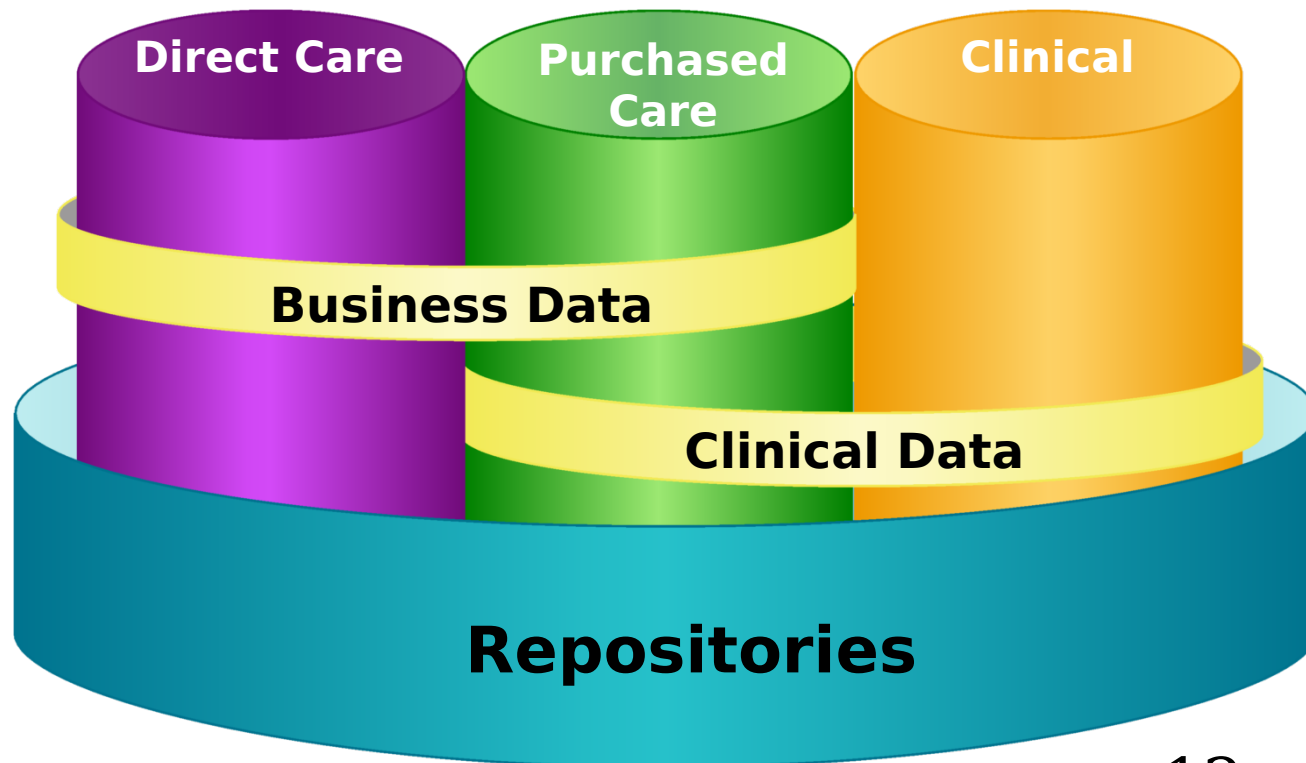 Direct Care
Purchased
Care
Clinical
Business Data
Clinical Data
Repositories